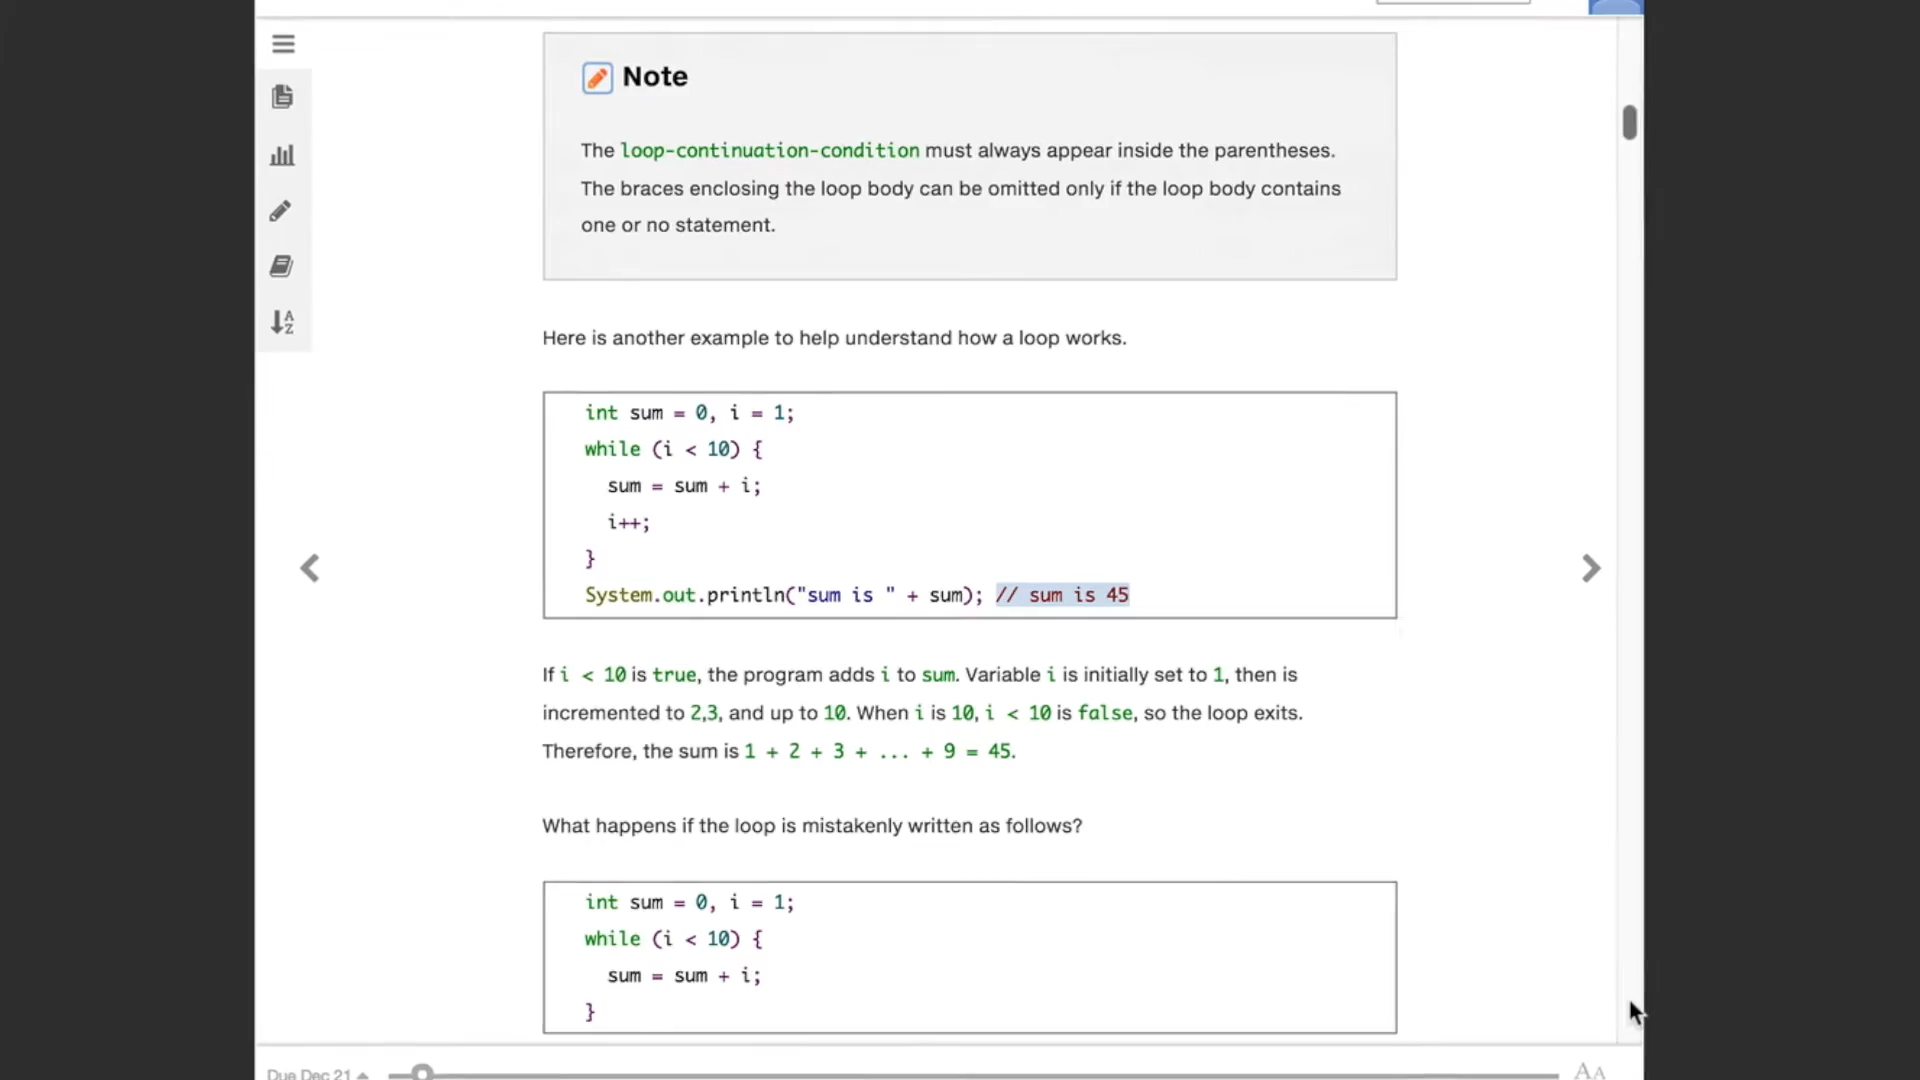 Note
The loop-continuation-condition must always appear inside the parentheses.
The braces enclosing the loop body can be omitted only if the loop body contains
one or no statement.
Here is another example to help understand how a loop works.
int sum = 0, i = 1;
while (i < 10) {
sum = sum + i;
i++;
}
System.out.println("sum is " + sum); // sum is 45
If i < 10 is true, the program adds i to sum. Variable i is initially set to 1, then is
incremented to 2,3, and up to 10. When i is 10, i < 10 is false, so the loop exits.
Therefore, the sum is 1 + 2 + 3 + ... + 9 = 45.
What happens if the loop is mistakenly written as follows?
int sum = 0, i = 1;
while (i < 10) {
sum = sum + i;
}
Due Dec 21
AA